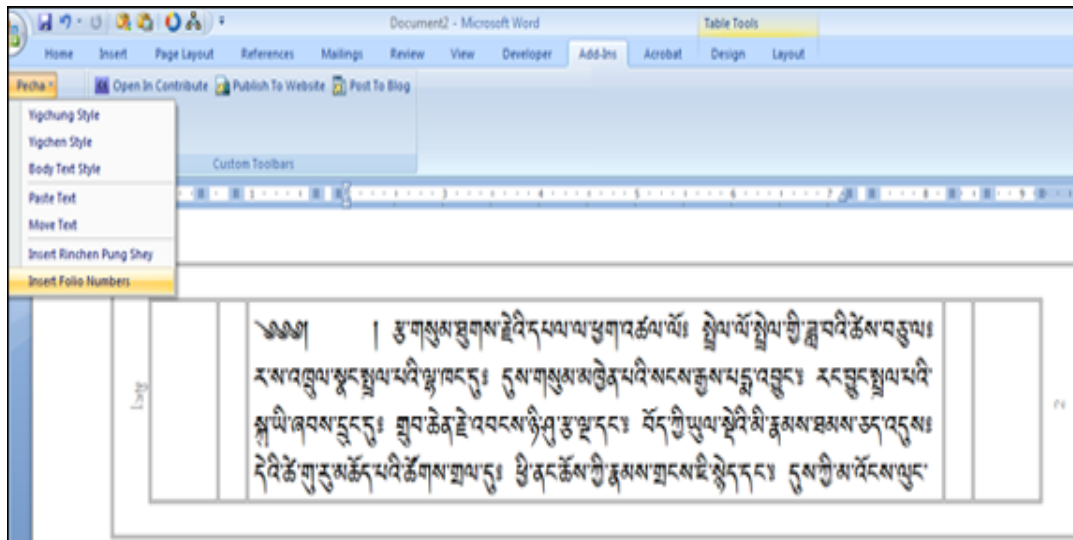 Document2 - Microsoft Word
Table Tools
Home Insert Page Layout References Mailings Review View Developer Add-Ins Acrobat Design Layout
Pecha
Open In Contribute Publish To Website Post To Blog
Yigchung Style
Yigchen Style
Body Text Style
Custom Toolbars
Paste Text
Move Text
Insert Rinchen Pung Shey
Insert Folio Numbers
༄༅༅། ། རྩ་གསུམ་ཐུགས་རྗེའི་དཔལ་ལ་ཕྱག་འཚལ་ལོ༔ སྤྲེལ་ལོ་སྤྲེལ་གྱི་ཟླ་བའི་ཚེས་བཅུ་ལ༔
ར་ས་འཁྲུལ་སྣང་སྤྲུལ་པའི་ལྷ་ཁང་དུ༔ དུས་གསུམ་མཁྱེན་པའི་སངས་རྒྱས་པདྨ་འབྱུང༌༔ རང་བྱུང་སྤྲུལ་པའི་
སྐུ་ཡི་ཞབས་དྲུང་དུ༔ གྲུབ་ཆེན་རྗེ་འབངས་ཉི་ཤུ་རྩ་ལྔ་དང་༔ བོད་ཀྱི་ཡུལ་སྡེའི་མི་རྣམས་ཐམས་ཅད་འདུས༔
དེའི་ཚེ་གུ་རུ་མཆོད་པའི་ཚོགས་གྲལ་དུ༔ ཕྱི་ནང་ཆོས་ཀྱི་རྣམ་གྲངས་ཇི་སྙེད་དང་༔ དུས་ཀྱི་མ་འོངས་ལུང་
2